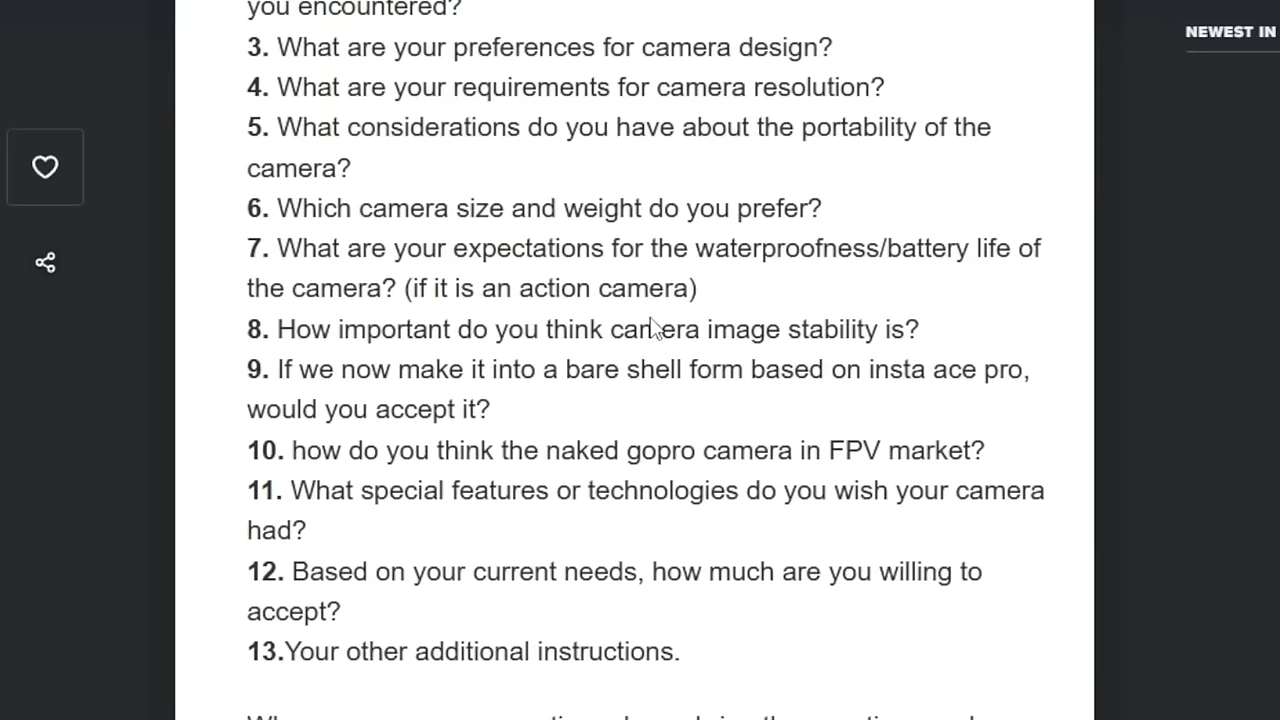 you encountered?
NEWEST IN
3. What are your preferences for camera design?
4. What are your requirements for camera resolution?
5. What considerations do you have about the portability of the
camera?
6. Which camera size and weight do you prefer?
7. What are your expectations for the waterproofness/battery life of
the camera? (if it is an action camera)
8. How important do you think camera image stability is?
9. If we now make it into a bare shell form based on insta ace pro,
would you accept it?
10. how do you think the naked gopro camera in FPV market?
11. What special features or technologies do you wish your camera
had?
12. Based on your current needs, how much are you willing to
accept?
13.Your other additional instructions.